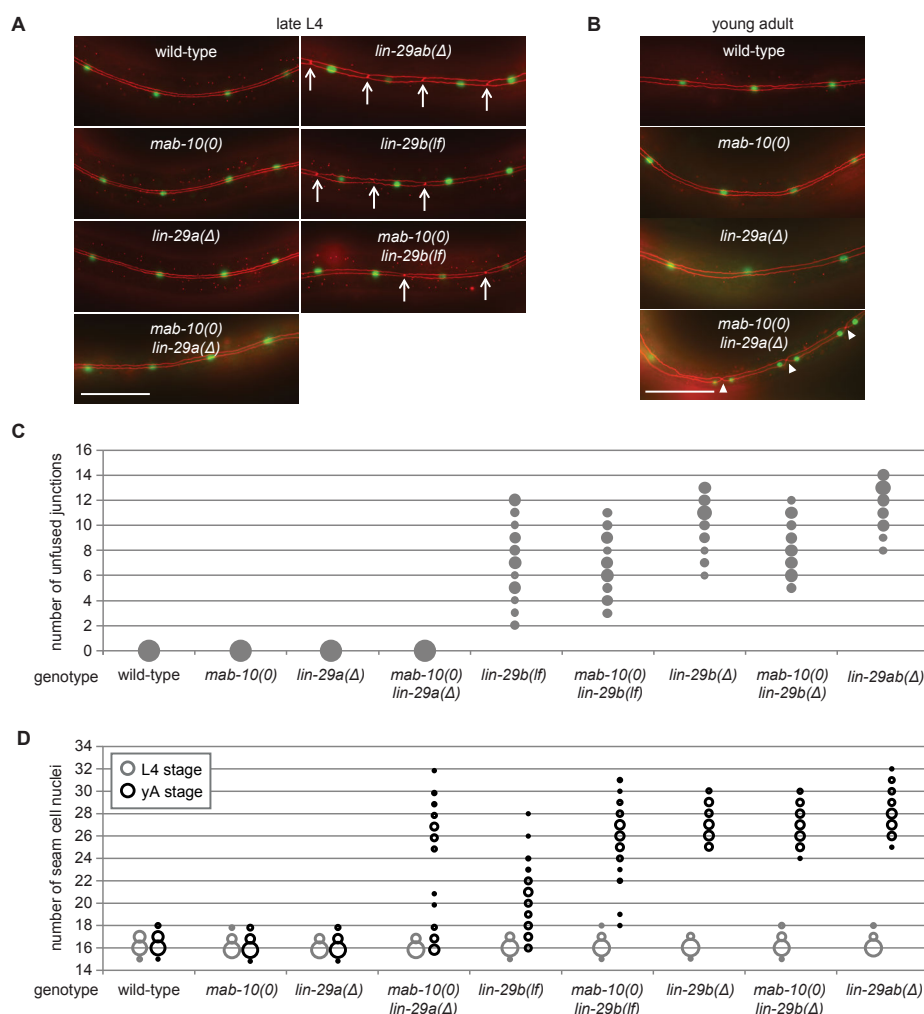 A
late L4
wild-type
lin-29ab(Δ)
mab-10(0)
lin-29b(lf)
lin-29a(Δ)
mab-10(0)
lin-29b(lf)
mab-10(0)
lin-29a(Δ)
B
young adult
wild-type
mab-10(0)
lin-29a(Δ)
mab-10(0)
lin-29a(Δ)
C
number of unfused junctions
16
14
12
10
8
6
4
2
0
genotype
wild-type
mab-10(0)
lin-29a(Δ)
mab-10(0)
lin-29a(Δ)
lin-29b(lf)
mab-10(0)
lin-29b(lf)
lin-29b(Δ)
mab-10(0)
lin-29b(Δ)
lin-29ab(Δ)
D
number of seam cell nuclei
34
32
30
28
26
24
22
20
18
16
14
L4 stage
yA stage
genotype
wild-type
mab-10(0)
lin-29a(Δ)
mab-10(0)
lin-29a(Δ)
lin-29b(lf)
mab-10(0)
lin-29b(lf)
lin-29b(Δ)
mab-10(0)
lin-29b(Δ)
lin-29ab(Δ)